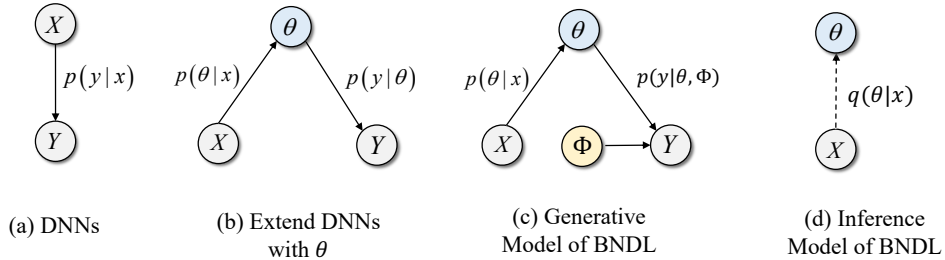 X
p(y|x)
Y
(a) DNNs
θ
p(θ|x)
p(y|θ)
X
Y
(b) Extend DNNs
with θ
θ
p(θ|x)
p(y|θ, Φ)
X
Φ
Y
(c) Generative
Model of BNDL
θ
q(θ|x)
X
(d) Inference
Model of BNDL